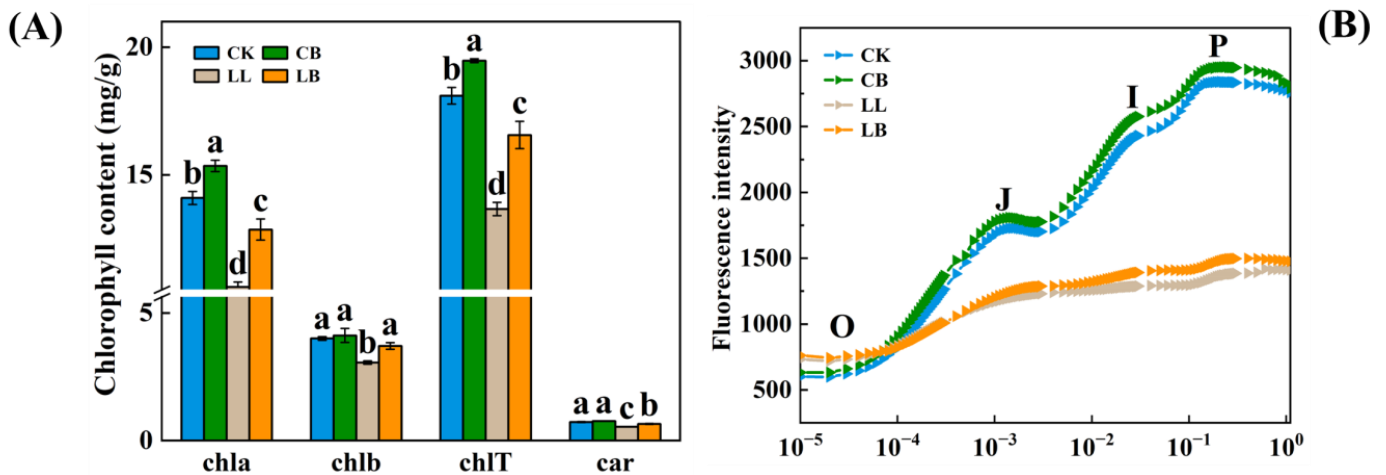 (A)
Chlorophyll content (mg/g)
20
15
5
0
CK CB
LL LB
b a d c
a a b a
b a d c
a a c b
chla chlb chlT car
(B)
Fluorescence intensity
3000
2500
2000
1500
1000
500
CK
CB
LL
LB
O
J
I
P
10⁻⁵ 10⁻⁴ 10⁻³ 10⁻² 10⁻¹ 10⁰